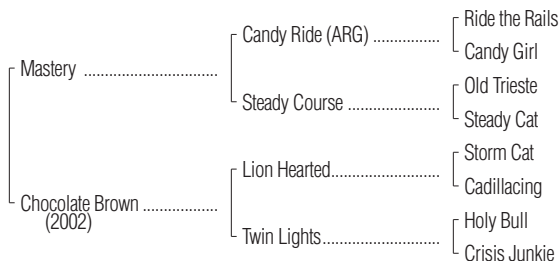 Ride the Rails
Candy Ride (ARG) ..................
Candy Girl
Mastery ..................................
Old Trieste
Steady Course .......................
Steady Cat
Storm Cat
Lion Hearted...........................
Cadillacing
Chocolate Brown ...................
(2002)
Holy Bull
Twin Lights.............................
Crisis Junkie